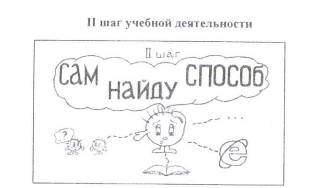 II шаг учебной деятельности
II шаг
САМ НАЙДУ СПОСОБ
?
...